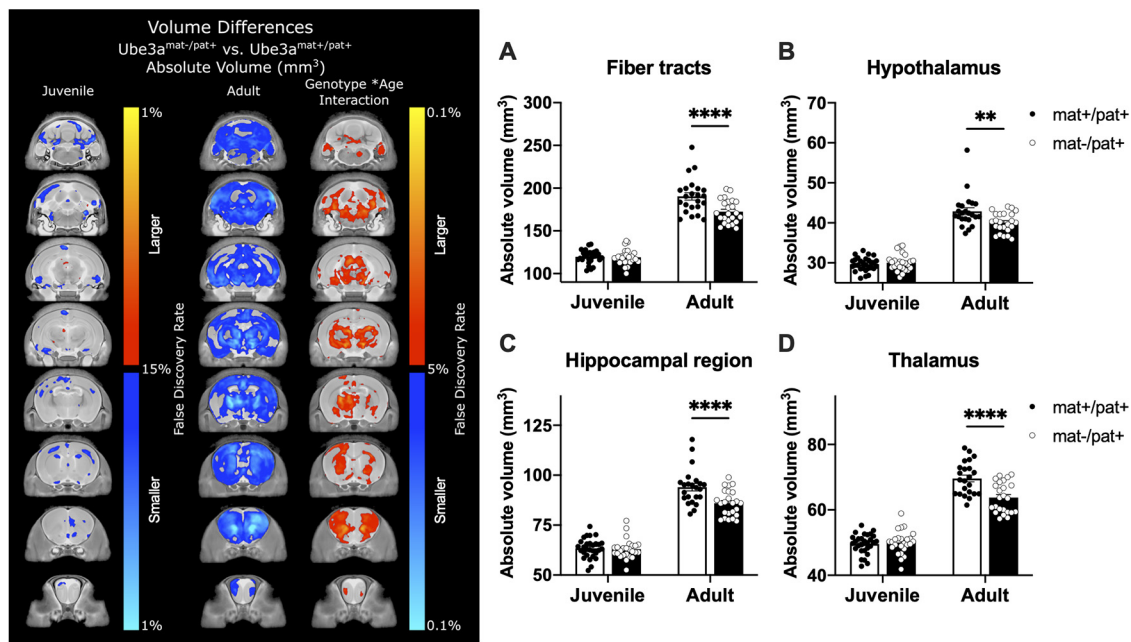 Volume Differences
Ube3a^mat-/pat+ vs. Ube3a^mat+/pat+
Absolute Volume (mm³)
Juvenile
Adult
Genotype *Age
Interaction
1%
Larger
15%
False Discovery Rate
Smaller
1%
0.1%
Larger
5%
False Discovery Rate
Smaller
0.1%
A
Fiber tracts
Absolute volume (mm³)
300
250
200
150
100
****
Juvenile
Adult
B
Hypothalamus
Absolute volume (mm³)
70
60
50
40
30
**
Juvenile
Adult
mat+/pat+
mat-/pat+
C
Hippocampal region
Absolute volume (mm³)
125
100
75
50
****
Juvenile
Adult
D
Thalamus
Absolute volume (mm³)
80
60
40
****
Juvenile
Adult
mat+/pat+
mat-/pat+